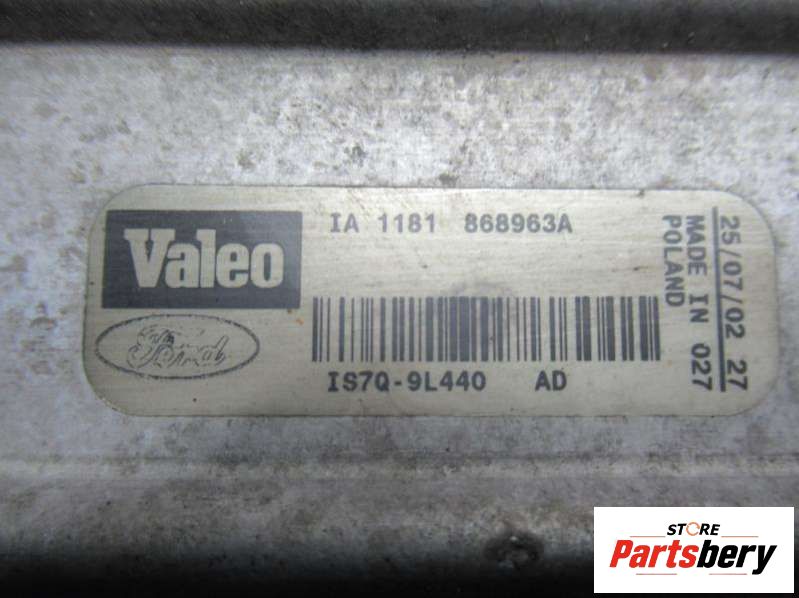 Valeo
Ford
IA 1181 868963A
IS7Q-9L440 AD
25/07/02 27
MADE IN 027
POLAND
STORE
Partsbery